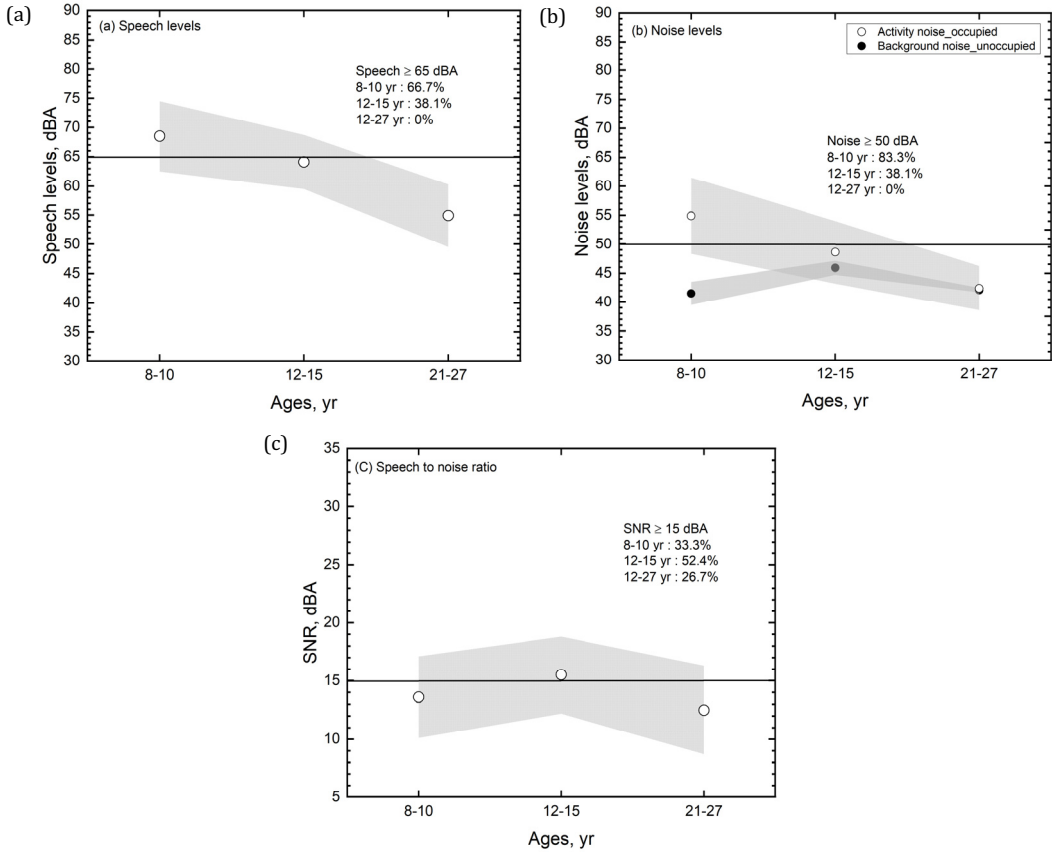 (a)
(a) Speech levels
Speech ≥ 65 dBA
8-10 yr : 66.7%
12-15 yr : 38.1%
12-27 yr : 0%
Speech levels, dBA
90
85
80
75
70
65
60
55
50
45
40
35
30
8-10
12-15
21-27
Ages, yr
(b)
(b) Noise levels
Activity noise_occupied
Background noise_unoccupied
Noise ≥ 50 dBA
8-10 yr : 83.3%
12-15 yr : 38.1%
12-27 yr : 0%
Noise levels, dBA
90
85
80
75
70
65
60
55
50
45
40
35
30
8-10
12-15
21-27
Ages, yr
(c)
(C) Speech to noise ratio
SNR ≥ 15 dBA
8-10 yr : 33.3%
12-15 yr : 52.4%
12-27 yr : 26.7%
SNR, dBA
35
30
25
20
15
10
5
8-10
12-15
21-27
Ages, yr